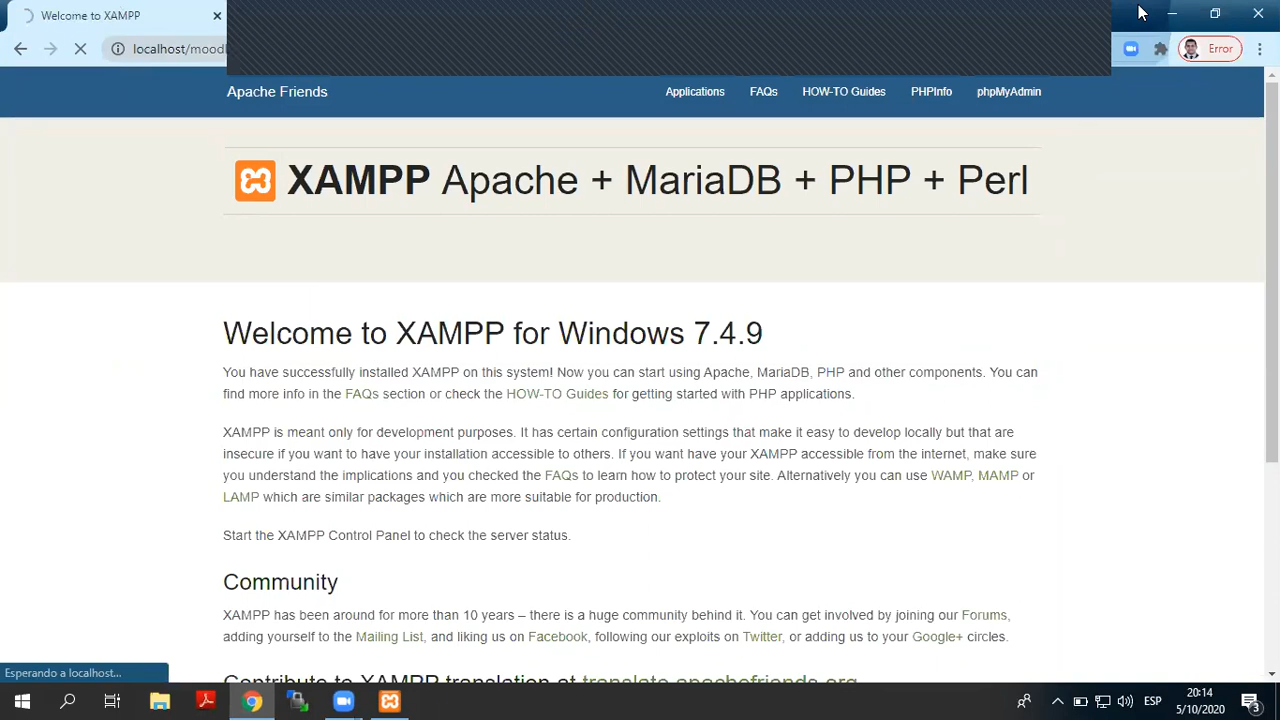 Welcome to XAMPP
localhost/moodl
Error
Apache Friends
Applications
FAQs
HOW-TO Guides
PHPInfo
phpMyAdmin
XAMPP Apache + MariaDB + PHP + Perl
Welcome to XAMPP for Windows 7.4.9
You have successfully installed XAMPP on this system! Now you can start using Apache, MariaDB, PHP and other components. You can
find more info in the FAQs section or check the HOW-TO Guides for getting started with PHP applications.
XAMPP is meant only for development purposes. It has certain configuration settings that make it easy to develop locally but that are
insecure if you want to have your installation accessible to others. If you want have your XAMPP accessible from the internet, make sure
you understand the implications and you checked the FAQs to learn how to protect your site. Alternatively you can use WAMP, MAMP or
LAMP which are similar packages which are more suitable for production.
Start the XAMPP Control Panel to check the server status.
Community
XAMPP has been around for more than 10 years – there is a huge community behind it. You can get involved by joining our Forums,
adding yourself to the Mailing List, and liking us on Facebook, following our exploits on Twitter, or adding us to your Google+ circles.
Contribute to XAMPP translation at translate.apachefriends.org
Esperando a localhost...
ESP
20:14
5/10/2020
3